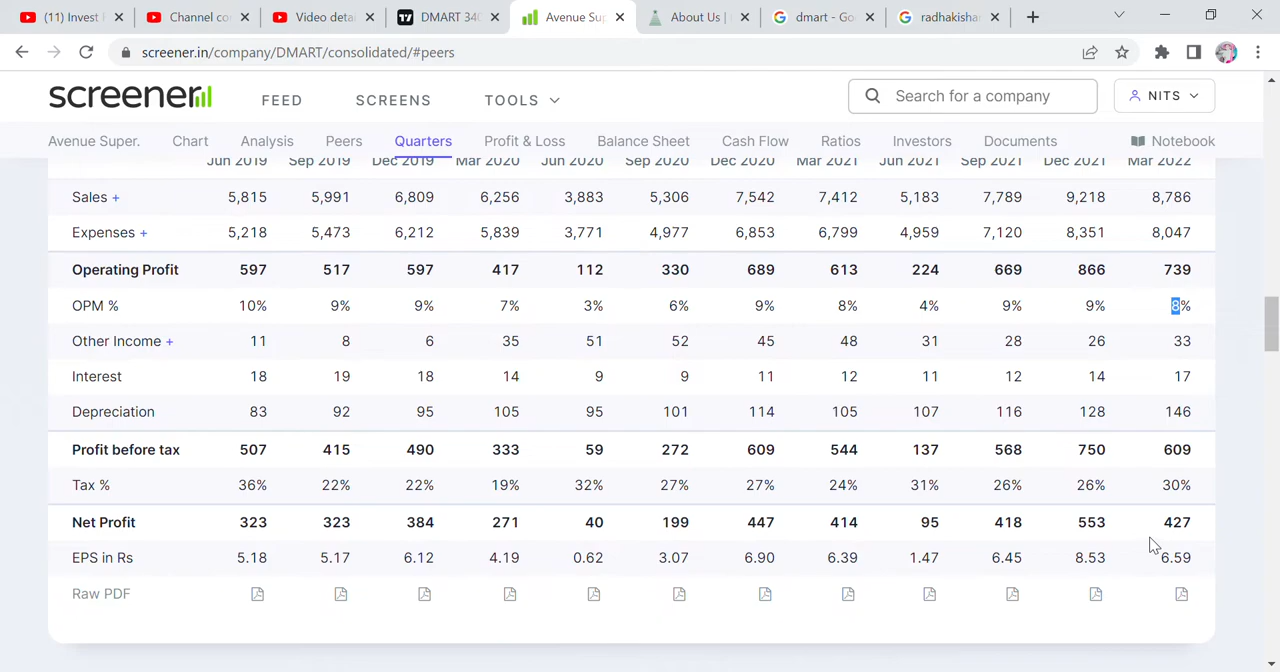 (11) Invest
Channel co
Video deta
DMART 340
Avenue Sup
About Us |
dmart - Go
radhakisha
screener.in/company/DMART/consolidated/#peers
screener
FEED
SCREENS
TOOLS
Search for a company
NITS
Avenue Super.
Chart
Analysis
Peers
Quarters
Profit & Loss
Balance Sheet
Cash Flow
Ratios
Investors
Documents
Notebook
Jun 2019 Sep 2019 Dec 2019 Mar 2020 Jun 2020 Sep 2020 Dec 2020 Mar 2021 Jun 2021 Sep 2021 Dec 2021 Mar 2022
Sales + 5,815 5,991 6,809 6,256 3,883 5,306 7,542 7,412 5,183 7,789 9,218 8,786
Expenses + 5,218 5,473 6,212 5,839 3,771 4,977 6,853 6,799 4,959 7,120 8,351 8,047
Operating Profit 597 517 597 417 112 330 689 613 224 669 866 739
OPM % 10% 9% 9% 7% 3% 6% 9% 8% 4% 9% 9% 8%
Other Income + 11 8 6 35 51 52 45 48 31 28 26 33
Interest 18 19 18 14 9 9 11 12 11 12 14 17
Depreciation 83 92 95 105 95 101 114 105 107 116 128 146
Profit before tax 507 415 490 333 59 272 609 544 137 568 750 609
Tax % 36% 22% 22% 19% 32% 27% 27% 24% 31% 26% 26% 30%
Net Profit 323 323 384 271 40 199 447 414 95 418 553 427
EPS in Rs 5.18 5.17 6.12 4.19 0.62 3.07 6.90 6.39 1.47 6.45 8.53 6.59
Raw PDF